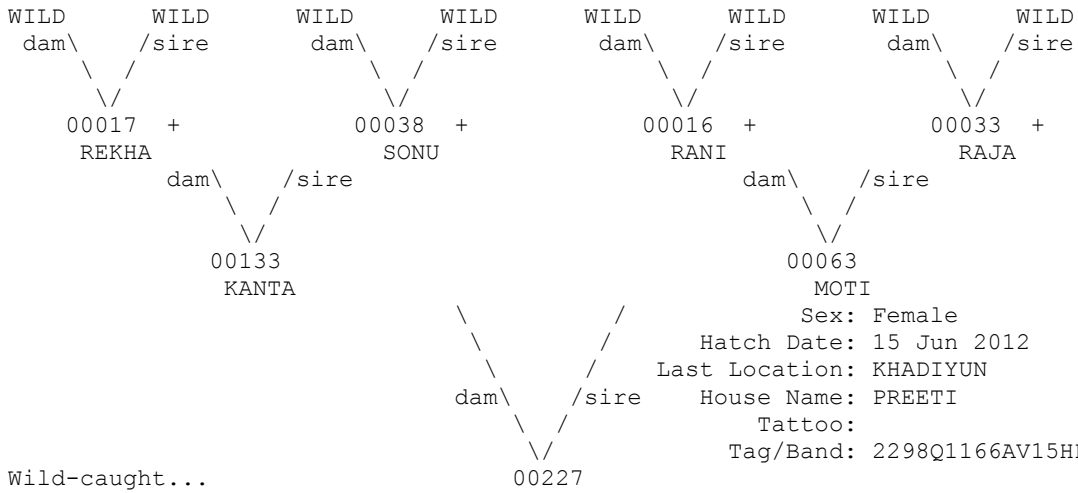 WILD WILD WILD WILD WILD WILD WILD WILD
dam\ /sire dam\ /sire dam\ /sire dam\ /sire
\ / \ / \ / \ /
\/ \/ \/ \/
00017 + 00038 + 00016 + 00033 +
REKHA SONU RANI RAJA
dam\ /sire dam\ /sire
\ / \ /
\/ \/
00133 00063
KANTA MOTI
\ / Sex: Female
\ / Hatch Date: 15 Jun 2012
\ / Last Location: KHADIYUN
dam\ /sire House Name: PREETI
\ / Tattoo:
\/ Tag/Band:
Wild-caught... 00227